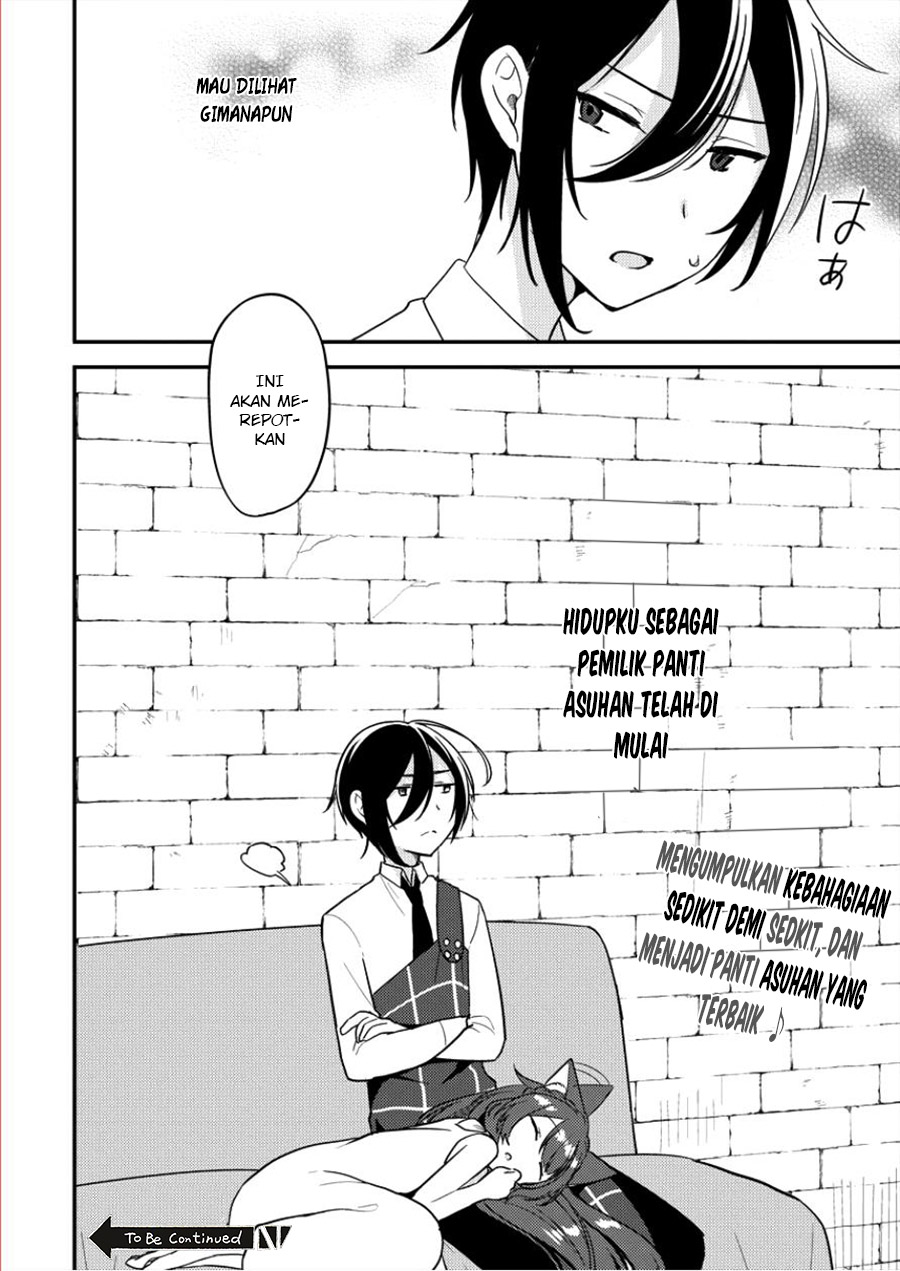 MAU DILIHAT
GIMANAPUN
はぁ
INI
AKAN ME-
REPOT-
KAN
HIDUPKU SEBAGAI
PEMILIK PANTI
ASUHAN TELAH DI
MULAI
MENGUMPULKAN KEBAHAGIAAN
SEDIKIT DEMI SEDKIT, DAN
MENJADI PANTI ASUHAN YANG
TERBAIK ♪
TO BE CONTINUED